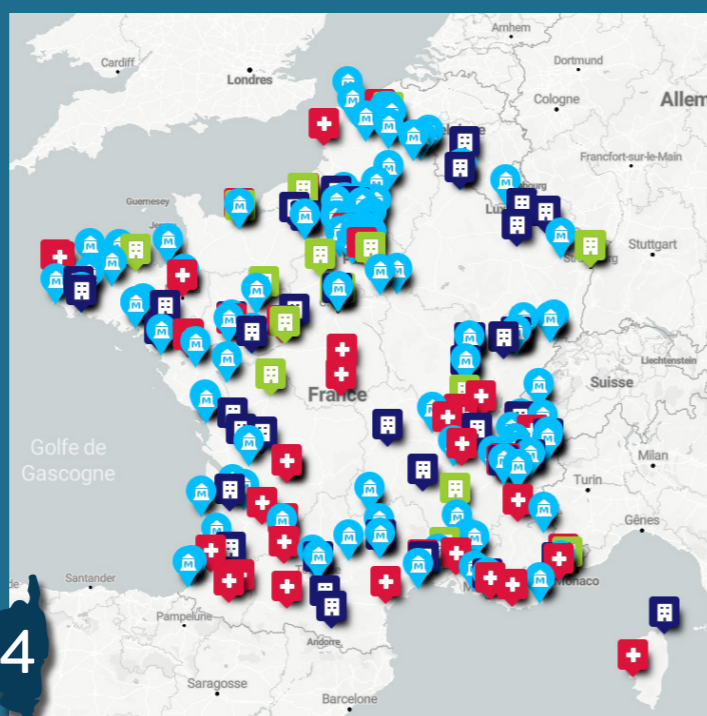 Arnhem
Cardiff
Londres
Dortmund
Cologne
Allem
Francfort-sur-le-Main
Guernesey
Stuttgart
Liechtenstein
Suisse
France
Golfe de
Gascogne
Milan
Turin
Gênes
Santander
Monaco
Pampelune
Andorre
4
Saragosse
Barcelone